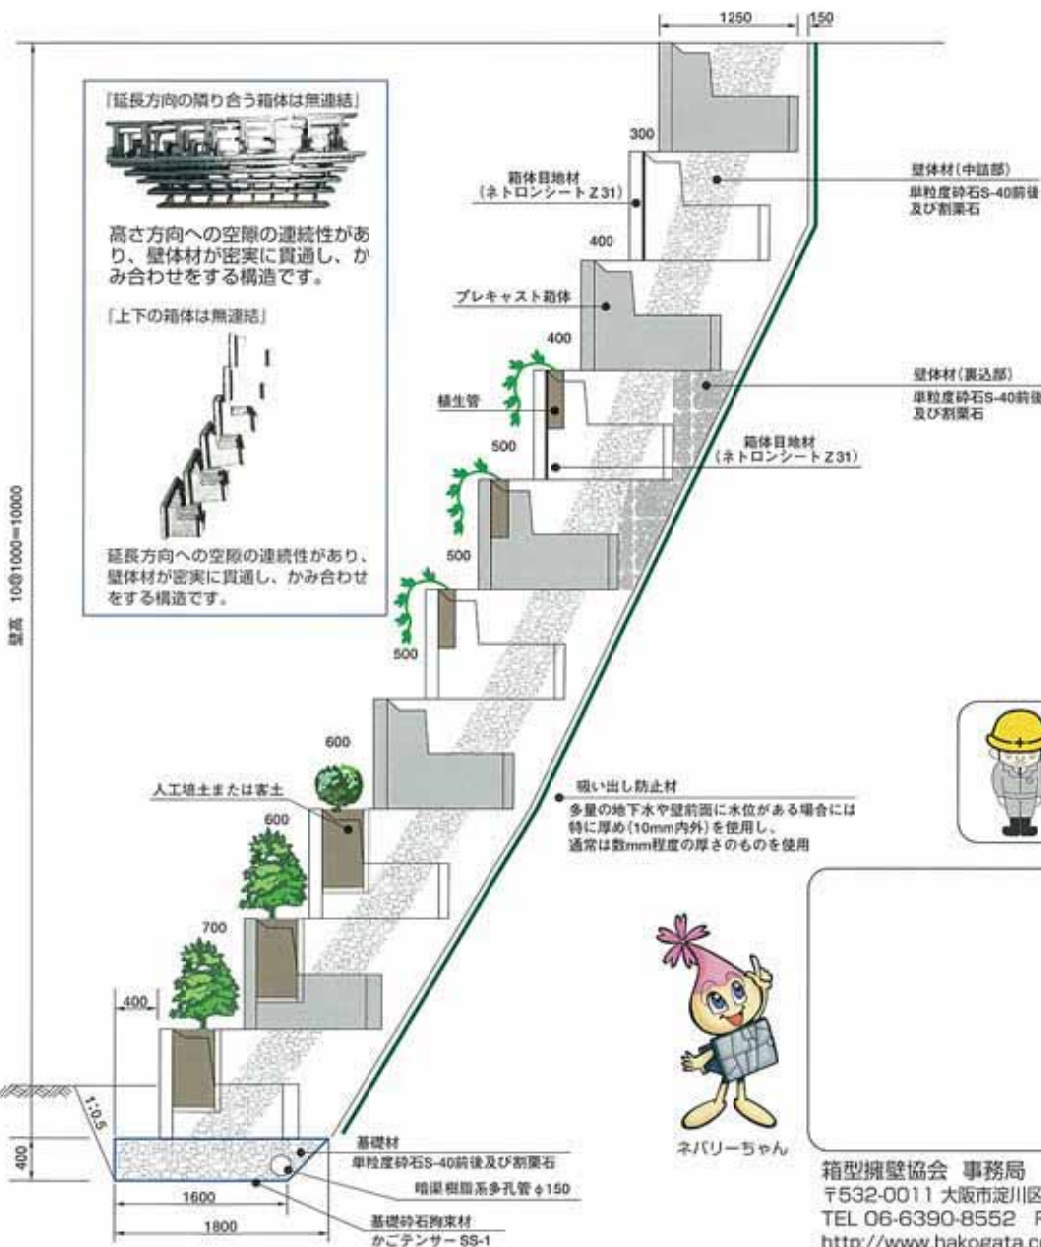 1250
150
「延長方向の隣り合う箱体は無連結」
高さ方向への空隙の連続性があ
り、壁体材が密実に貫通し、か
み合わせをする構造です。
「上下の箱体は無連結」
延長方向への空隙の連続性があり、
壁体材が密実に貫通し、かみ合わせ
をする構造です。
壁高 10@1000=10000
300
箱体目地材
(ネトロンシートZ31)
壁体材(中詰部)
単粒度砕石S-40前後
及び割栗石
400
プレキャスト箱体
400
植生管
壁体材(裏込部)
単粒度砕石S-40前後
及び割栗石
500
箱体目地材
(ネトロンシートZ31)
500
500
600
人工培土または客土
600
吸い出し防止材
多量の地下水や壁前面に水位がある場合には
特に厚め(10mm内外)を使用し、
通常は数mm程度の厚さのものを使用
700
400
1:0.5
400
基礎材
単粒度砕石S-40前後及び割栗石
暗渠樹脂系多孔管φ150
1600
1800
基礎砕石拘束材
かごテンサーSS-1
ネバリーちゃん
箱型擁壁協会 事務局
〒532-0011 大阪市淀川区
TEL 06-6390-8552
http://www.hakogata.c